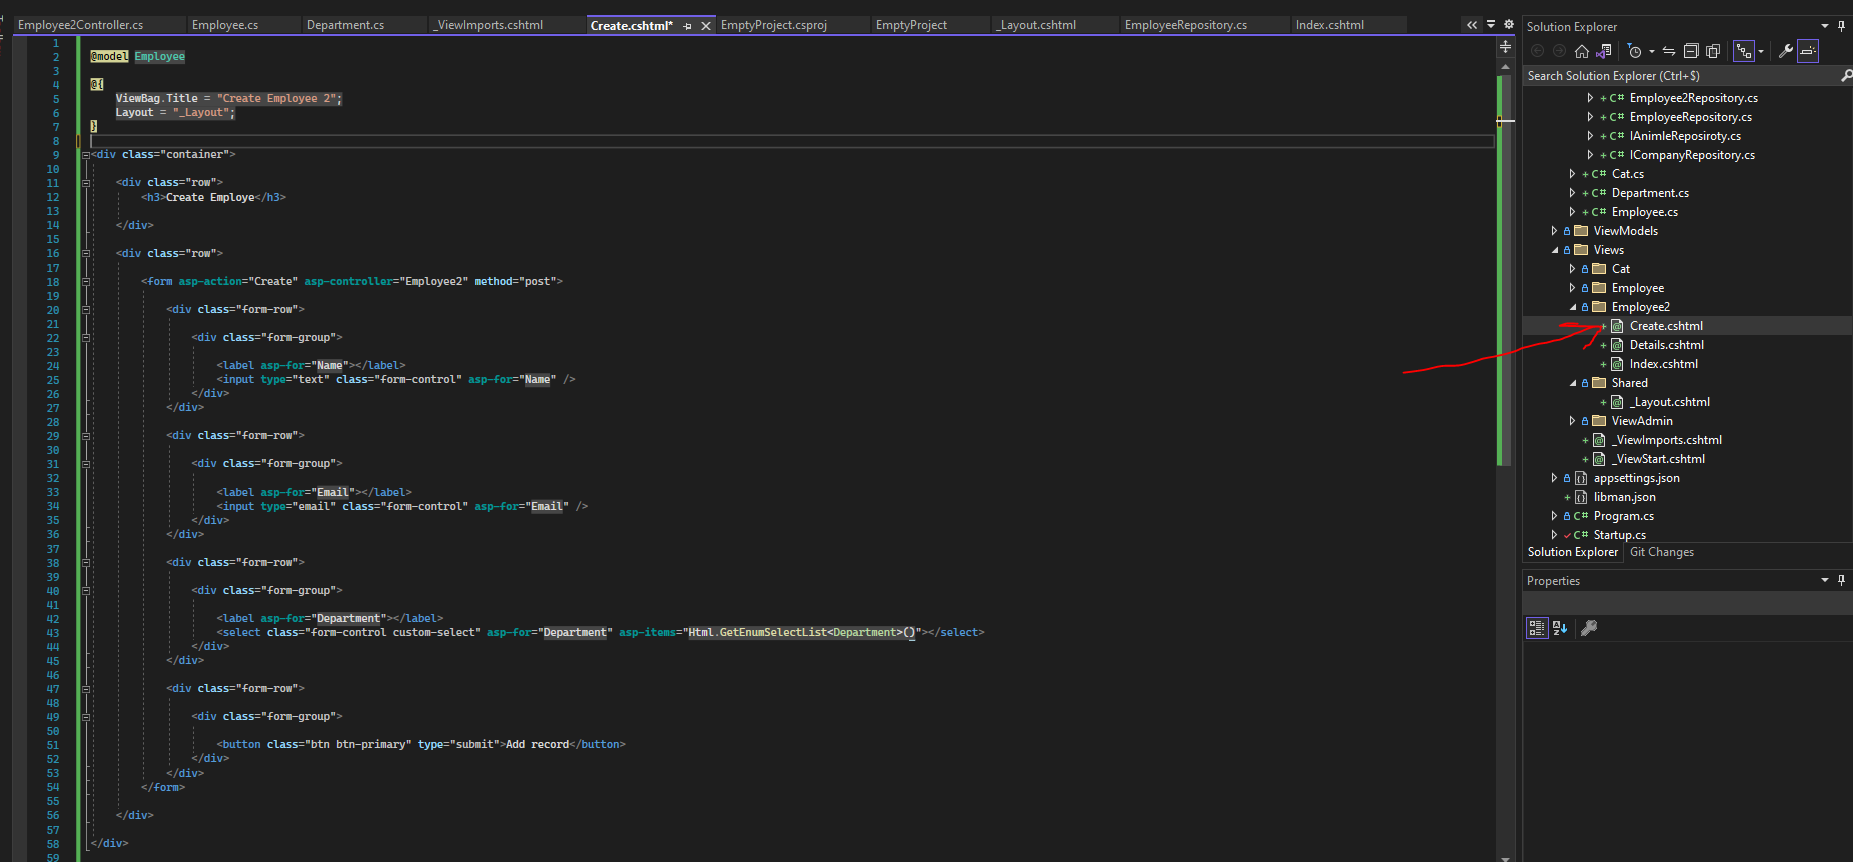 Employee2Controller.cs Employee.cs Department.cs _ViewImports.cshtml Create.cshtml* EmptyProject.csproj EmptyProject _Layout.cshtml EmployeeRepository.cs Index.cshtml
1
2 @model Employee
3
4 @{
5 ViewBag.Title = "Create Employee 2";
6 Layout = "_Layout";
7 }
8
9 <div class="container">
10
11 <div class="row">
12 <h3>Create Employe</h3>
13
14 </div>
15
16 <div class="row">
17
18 <form asp-action="Create" asp-controller="Employee2" method="post">
19
20 <div class="form-row">
21
22 <div class="form-group">
23
24 <label asp-for="Name"></label>
25 <input type="text" class="form-control" asp-for="Name" />
26 </div>
27 </div>
28
29 <div class="form-row">
30
31 <div class="form-group">
32
33 <label asp-for="Email"></label>
34 <input type="email" class="form-control" asp-for="Email" />
35 </div>
36 </div>
37
38 <div class="form-row">
39
40 <div class="form-group">
41
42 <label asp-for="Department"></label>
43 <select class="form-control custom-select" asp-for="Department" asp-items="Html.GetEnumSelectList<Department>()"></select>
44 </div>
45 </div>
46
47 <div class="form-row">
48
49 <div class="form-group">
50
51 <button class="btn btn-primary" type="submit">Add record</button>
52 </div>
53 </div>
54 </form>
55
56 </div>
57
58 </div>
59
Solution Explorer
Search Solution Explorer (Ctrl+$)
C# Employee2Repository.cs
C# EmployeeRepository.cs
C# IAnimleReposiroty.cs
C# ICompanyRepository.cs
C# Cat.cs
C# Department.cs
C# Employee.cs
ViewModels
Views
Cat
Employee
Employee2
Create.cshtml
Details.cshtml
Index.cshtml
Shared
_Layout.cshtml
ViewAdmin
_ViewImports.cshtml
_ViewStart.cshtml
appsettings.json
libman.json
C# Program.cs
C# Startup.cs
Solution Explorer Git Changes
Properties